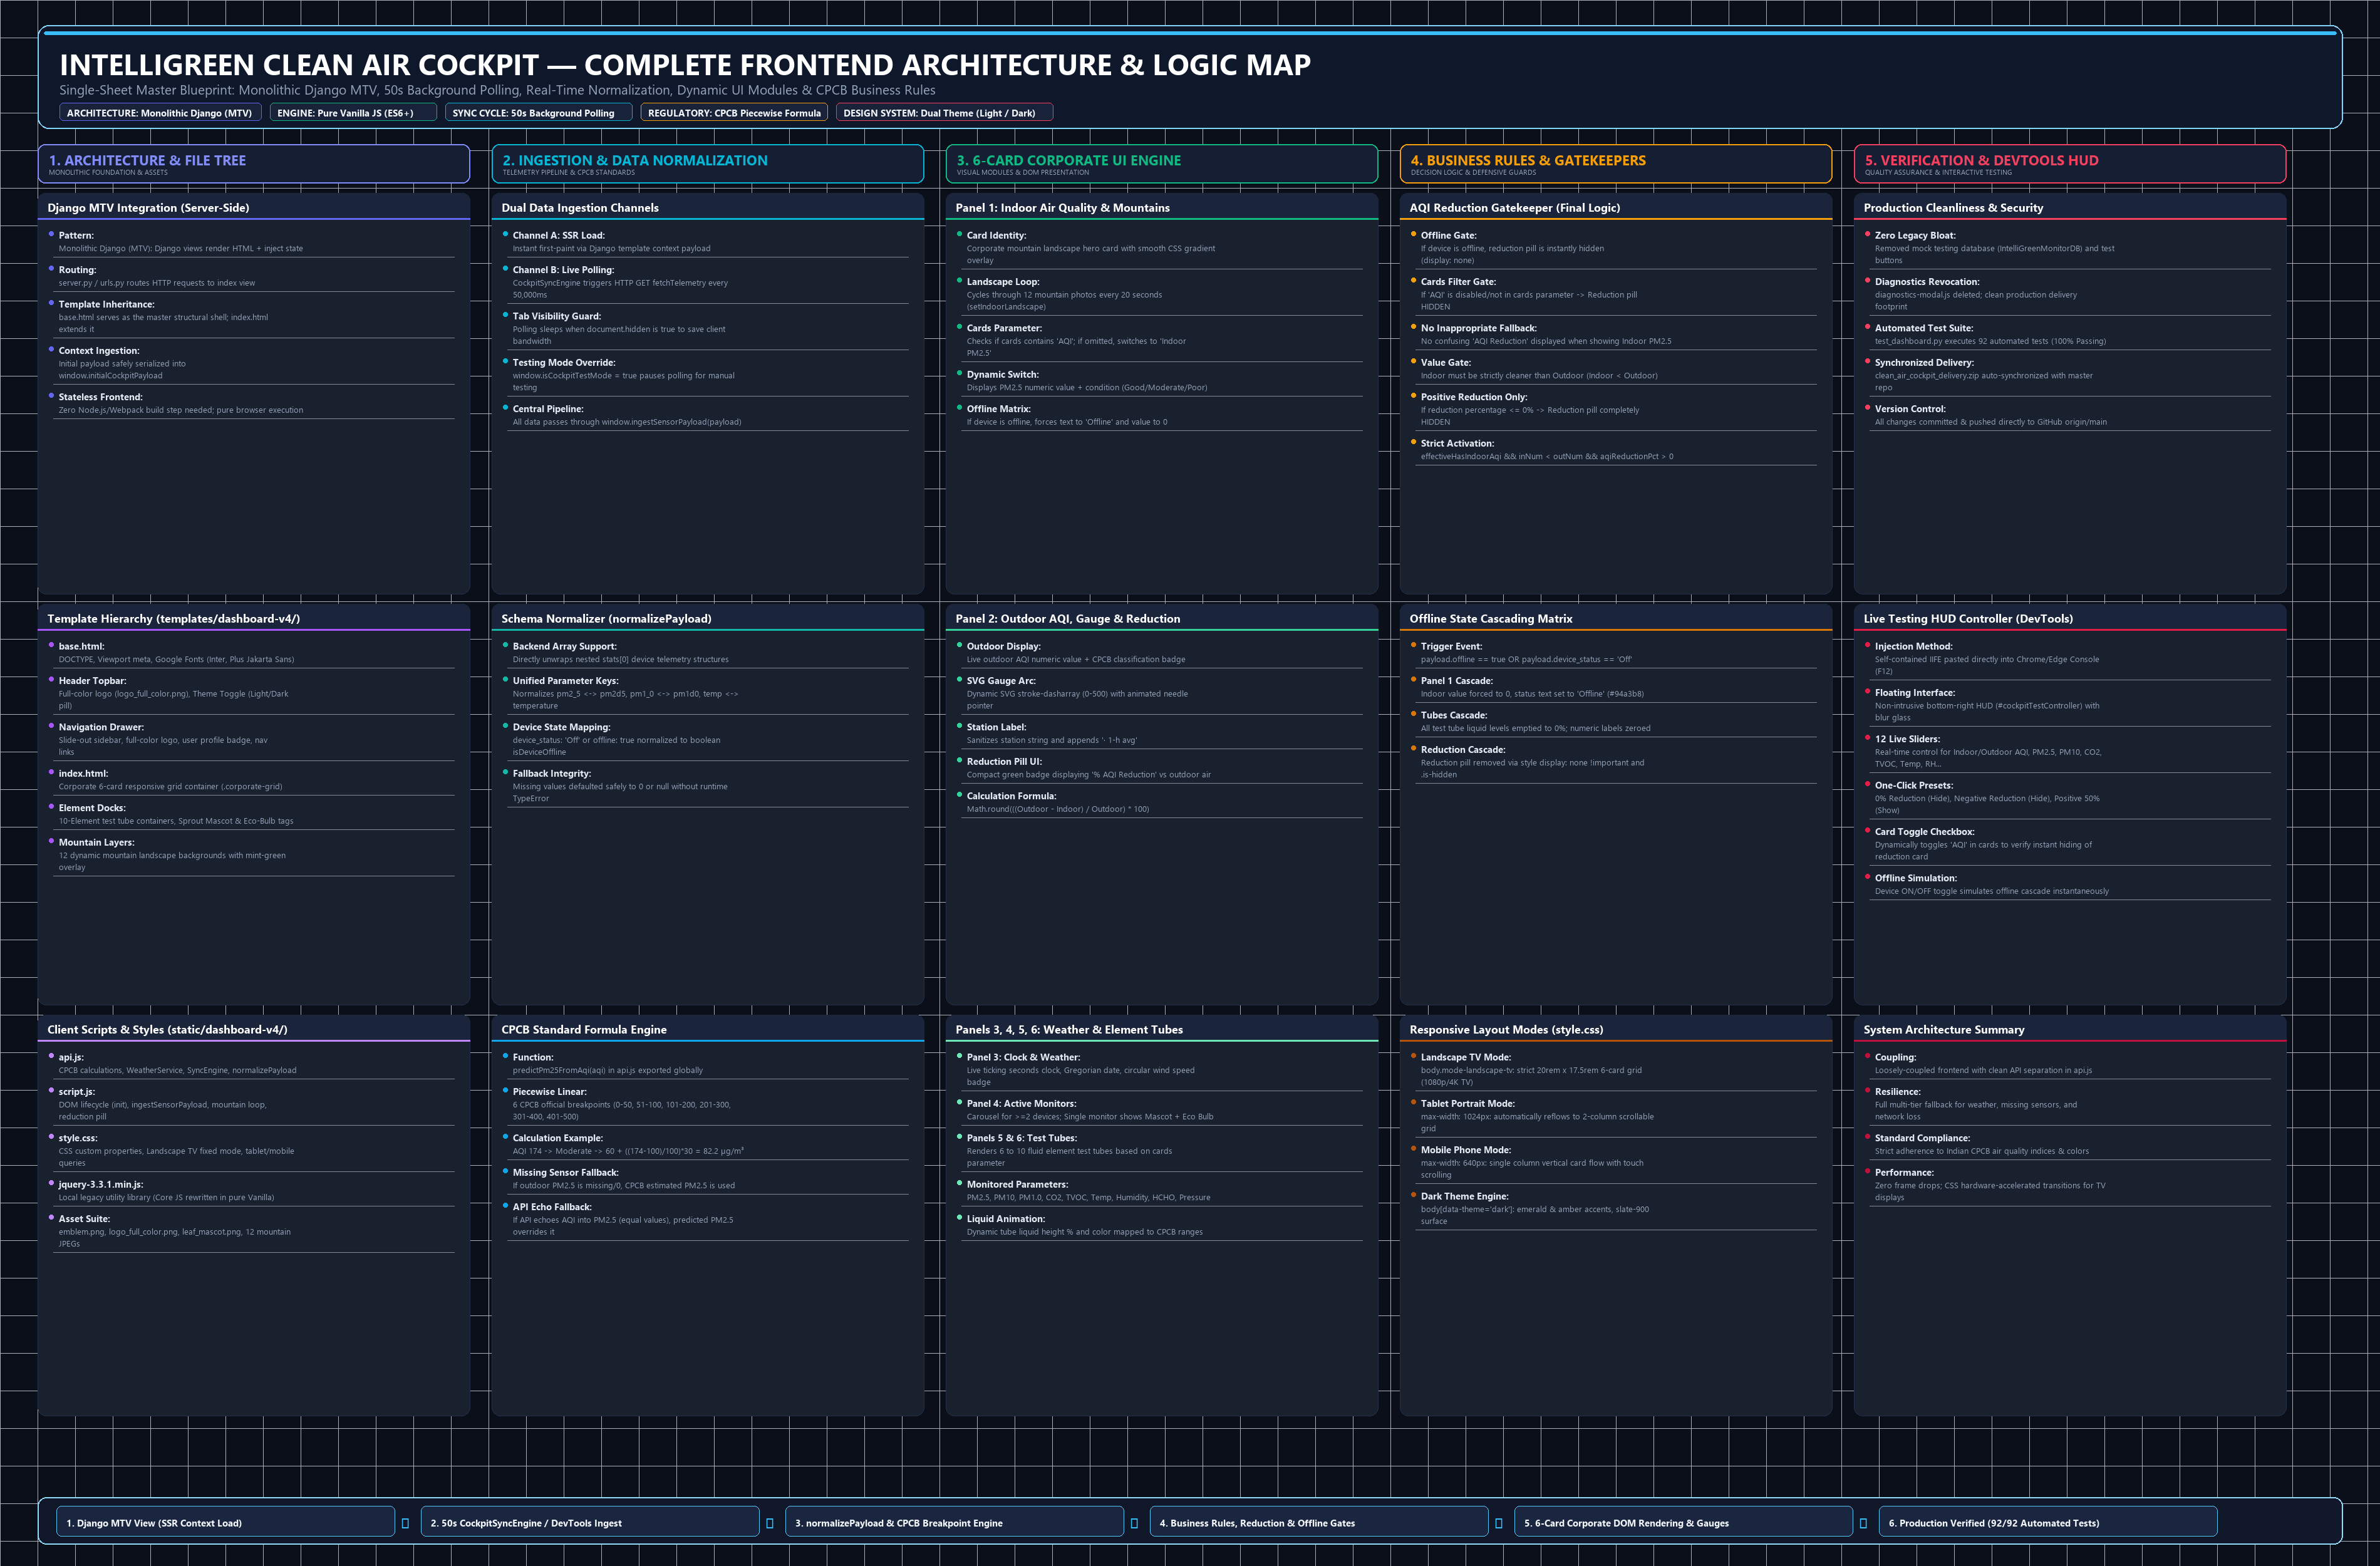 INTELLIGREEN CLEAN AIR COCKPIT — COMPLETE FRONTEND ARCHITECTURE & LOGIC MAP
Single-Sheet Master Blueprint: Monolithic Django MTV, 50s Background Polling, Real-Time Normalization, Dynamic UI Modules & CPCB Business Rules
ARCHITECTURE: Monolithic Django (MTV)
ENGINE: Pure Vanilla JS (ES6+)
SYNC CYCLE: 50s Background Polling
REGULATORY: CPCB Piecewise Formula
DESIGN SYSTEM: Dual Theme (Light / Dark)
1. ARCHITECTURE & FILE TREE
MONOLITHIC FOUNDATION & ASSETS
Django MTV Integration (Server-Side)
Pattern:
Monolithic Django (MTV): Django views render HTML + inject state
Routing:
server.py / urls.py routes HTTP requests to index view
Template Inheritance:
base.html serves as the master structural shell; index.html
extends it
Context Ingestion:
Initial payload safely serialized into
window.initialCockpitPayload
Stateless Frontend:
Zero Node.js/Webpack build step needed; pure browser execution
Template Hierarchy (templates/dashboard-v4/)
base.html:
DOCTYPE, Viewport meta, Google Fonts (Inter, Plus Jakarta Sans)
Header Topbar:
Full-color logo (logo_full_color.png), Theme Toggle (Light/Dark
pill)
Navigation Drawer:
Slide-out sidebar, full-color logo, user profile badge, nav
links
index.html:
Corporate 6-card responsive grid container (.corporate-grid)
Element Docks:
10-Element test tube containers, Sprout Mascot & Eco-Bulb tags
Mountain Layers:
12 dynamic mountain landscape backgrounds with mint-green
overlay
Client Scripts & Styles (static/dashboard-v4/)
api.js:
CPCB calculations, WeatherService, SyncEngine, normalizePayload
script.js:
DOM lifecycle (init), ingestSensorPayload, mountain loop,
reduction pill
style.css:
CSS custom properties, Landscape TV fixed mode, tablet/mobile
queries
jquery-3.3.1.min.js:
Local legacy utility library (Core JS rewritten in pure Vanilla)
Asset Suite:
emblem.png, logo_full_color.png, leaf_mascot.png, 12 mountain
JPEGs
2. INGESTION & DATA NORMALIZATION
TELEMETRY PIPELINE & CPCB STANDARDS
Dual Data Ingestion Channels
Channel A: SSR Load:
Instant first-paint via Django template context payload
Channel B: Live Polling:
CockpitSyncEngine triggers HTTP GET fetchTelemetry every
50,000ms
Tab Visibility Guard:
Polling sleeps when document.hidden is true to save client
bandwidth
Testing Mode Override:
window.isCockpitTestMode = true pauses polling for manual
testing
Central Pipeline:
All data passes through window.ingestSensorPayload(payload)
Schema Normalizer (normalizePayload)
Backend Array Support:
Directly unwraps nested stats[0] device telemetry structures
Unified Parameter Keys:
Normalizes pm2_5 <-> pm2d5, pm1_0 <-> pm1d0, temp <->
temperature
Device State Mapping:
device_status: 'Off' or offline: true normalized to boolean
isDeviceOffline
Fallback Integrity:
Missing values defaulted safely to 0 or null without runtime
TypeError
CPCB Standard Formula Engine
Function:
predictPm25FromAqi(aqi) in api.js exported globally
Piecewise Linear:
6 CPCB official breakpoints (0-50, 51-100, 101-200, 201-300,
301-400, 401-500)
Calculation Example:
AQI 174 -> Moderate -> 60 + ((174-100)/100)*30 = 82.2 µg/m³
Missing Sensor Fallback:
If outdoor PM2.5 is missing/0, CPCB estimated PM2.5 is used
API Echo Fallback:
If API echoes AQI into PM2.5 (equal values), predicted PM2.5
overrides it
3. 6-CARD CORPORATE UI ENGINE
VISUAL MODULES & DOM PRESENTATION
Panel 1: Indoor Air Quality & Mountains
Card Identity:
Corporate mountain landscape hero card with smooth CSS gradient
overlay
Landscape Loop:
Cycles through 12 mountain photos every 20 seconds
(setIndoorLandscape)
Cards Parameter:
Checks if cards contains 'AQI'; if omitted, switches to 'Indoor
PM2.5'
Dynamic Switch:
Displays PM2.5 numeric value + condition (Good/Moderate/Poor)
Offline Matrix:
If device is offline, forces text to 'Offline' and value to 0
Panel 2: Outdoor AQI, Gauge & Reduction
Outdoor Display:
Live outdoor AQI numeric value + CPCB classification badge
SVG Gauge Arc:
Dynamic SVG stroke-dasharray (0-500) with animated needle
pointer
Station Label:
Sanitizes station string and appends '· 1-h avg'
Reduction Pill UI:
Compact green badge displaying '% AQI Reduction' vs outdoor air
Calculation Formula:
Math.round(((Outdoor - Indoor) / Outdoor) * 100)
Panels 3, 4, 5, 6: Weather & Element Tubes
Panel 3: Clock & Weather:
Live ticking seconds clock, Gregorian date, circular wind speed
badge
Panel 4: Active Monitors:
Carousel for >=2 devices; Single monitor shows Mascot + Eco Bulb
Panels 5 & 6: Test Tubes:
Renders 6 to 10 fluid element test tubes based on cards
parameter
Monitored Parameters:
PM2.5, PM10, PM1.0, CO2, TVOC, Temp, Humidity, HCHO, Pressure
Liquid Animation:
Dynamic tube liquid height % and color mapped to CPCB ranges
4. BUSINESS RULES & GATEKEEPERS
DECISION LOGIC & DEFENSIVE GUARDS
AQI Reduction Gatekeeper (Final Logic)
Offline Gate:
If device is offline, reduction pill is instantly hidden
(display: none)
Cards Filter Gate:
If 'AQI' is disabled/not in cards parameter -> Reduction pill
HIDDEN
No Inappropriate Fallback:
No confusing 'AQI Reduction' displayed when showing Indoor PM2.5
Value Gate:
Indoor must be strictly cleaner than Outdoor (Indoor < Outdoor)
Positive Reduction Only:
If reduction percentage <= 0% -> Reduction pill completely
HIDDEN
Strict Activation:
effectiveHasIndoorAqi && inNum < outNum && aqiReductionPct > 0
Offline State Cascading Matrix
Trigger Event:
payload.offline == true OR payload.device_status == 'Off'
Panel 1 Cascade:
Indoor value forced to 0, status text set to 'Offline' (#94a3b8)
Tubes Cascade:
All test tube liquid levels emptied to 0%; numeric labels zeroed
Reduction Cascade:
Reduction pill removed via style display: none !important and
.is-hidden
Responsive Layout Modes (style.css)
Landscape TV Mode:
body.mode-landscape-tv: strict 20rem x 17.5rem 6-card grid
(1080p/4K TV)
Tablet Portrait Mode:
max-width: 1024px: automatically reflows to 2-column scrollable
grid
Mobile Phone Mode:
max-width: 640px: single column vertical card flow with touch
scrolling
Dark Theme Engine:
body[data-theme='dark']: emerald & amber accents, slate-900
surface
5. VERIFICATION & DEVTOOLS HUD
QUALITY ASSURANCE & INTERACTIVE TESTING
Production Cleanliness & Security
Zero Legacy Bloat:
Removed mock testing database (IntelliGreenMonitorDB) and test
buttons
Diagnostics Revocation:
diagnostics-modal.js deleted; clean production delivery
footprint
Automated Test Suite:
test_dashboard.py executes 92 automated tests (100% Passing)
Synchronized Delivery:
clean_air_cockpit_delivery.zip auto-synchronized with master
repo
Version Control:
All changes committed & pushed directly to GitHub origin/main
Live Testing HUD Controller (DevTools)
Injection Method:
Self-contained IIFE pasted directly into Chrome/Edge Console
(F12)
Floating Interface:
Non-intrusive bottom-right HUD (#cockpitTestController) with
blur glass
12 Live Sliders:
Real-time control for Indoor/Outdoor AQI, PM2.5, PM10, CO2,
TVOC, Temp, RH...
One-Click Presets:
0% Reduction (Hide), Negative Reduction (Hide), Positive 50%
(Show)
Card Toggle Checkbox:
Dynamically toggles 'AQI' in cards to verify instant hiding of
reduction card
Offline Simulation:
Device ON/OFF toggle simulates offline cascade instantaneously
System Architecture Summary
Coupling:
Loosely-coupled frontend with clean API separation in api.js
Resilience:
Full multi-tier fallback for weather, missing sensors, and
network loss
Standard Compliance:
Strict adherence to Indian CPCB air quality indices & colors
Performance:
Zero frame drops; CSS hardware-accelerated transitions for TV
displays
1. Django MTV View (SSR Context Load)
2. 50s CockpitSyncEngine / DevTools Ingest
3. normalizePayload & CPCB Breakpoint Engine
4. Business Rules, Reduction & Offline Gates
5. 6-Card Corporate DOM Rendering & Gauges
6. Production Verified (92/92 Automated Tests)